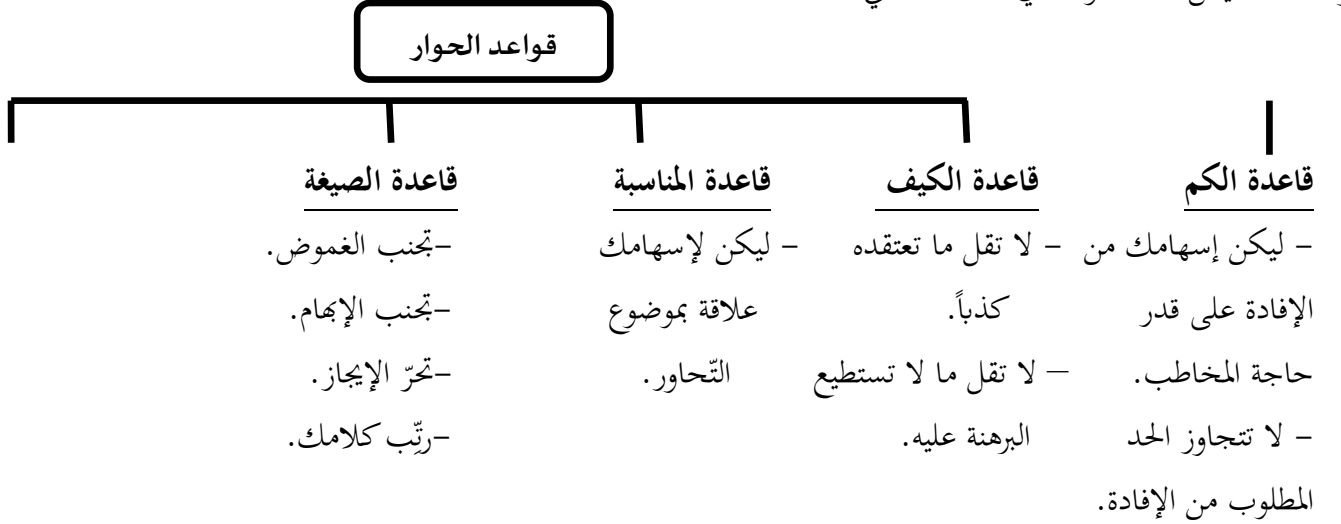 قواعد الحوار
قاعدة الكم
– ليكن إسهامك من
الإفادة على قدر
حاجة المخاطب.
– لا تتجاوز الحد
المطلوب من الإفادة.
قاعدة الكيف
– لا تقل ما تعتقده
كذباً.
– لا تقل ما لا تستطيع
البرهنة عليه.
قاعدة المناسبة
– ليكن لإسهامك
علاقة بموضوع
التّحاور.
قاعدة الصيغة
–تجنب الغموض.
–تجنب الإبهام.
–تحرّ الإيجاز.
–رتِّب كلامك.